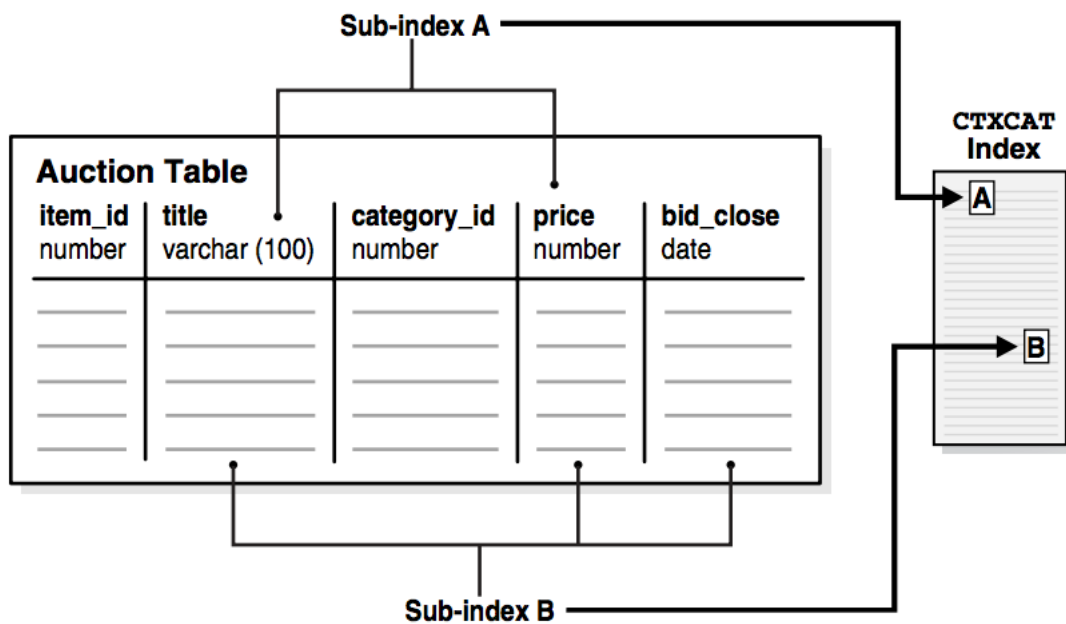 Sub-index A
CTXCAT
Index
A
Auction Table
item_id title category_id price bid_close
number varchar (100) number number date
B
Sub-index B